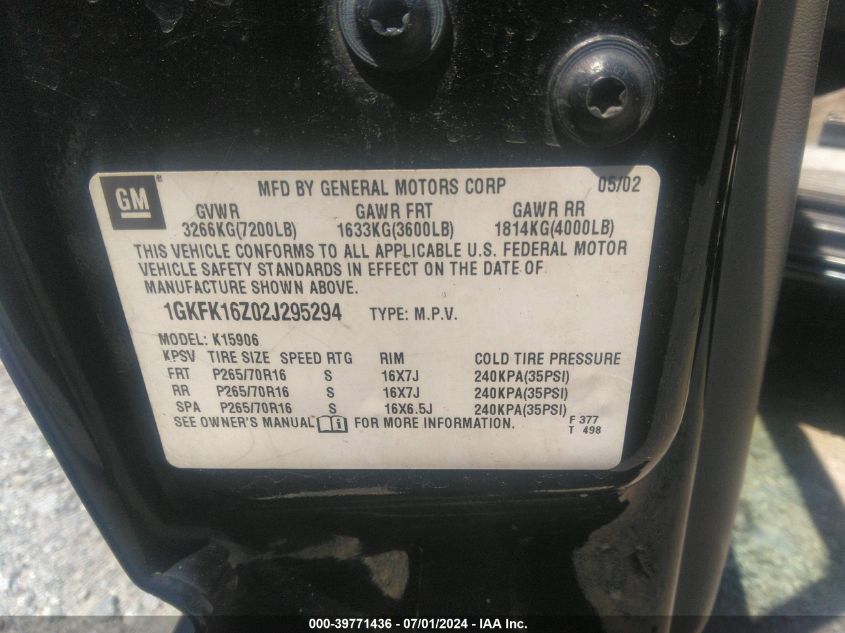 GM
MFD BY GENERAL MOTORS CORP 05/02
GVWR GAWR FRT GAWR RR
3266KG(7200LB) 1633KG(3600LB) 1814KG(4000LB)
THIS VEHICLE CONFORMS TO ALL APPLICABLE U.S. FEDERAL MOTOR
VEHICLE SAFETY STANDARDS IN EFFECT ON THE DATE OF
MANUFACTURE SHOWN ABOVE.
1GKFK16Z02J295294 TYPE: M.P.V.
MODEL: K15906
KPSV TIRE SIZE SPEED RTG RIM COLD TIRE PRESSURE
FRT P265/70R16 S 16X7J 240KPA(35PSI)
RR P265/70R16 S 16X7J 240KPA(35PSI)
SPA P265/70R16 S 16X6.5J 240KPA(35PSI)
SEE OWNER'S MANUAL i FOR MORE INFORMATION. F 377
T 498
000-39771436 - 07/01/2024 - IAA Inc.